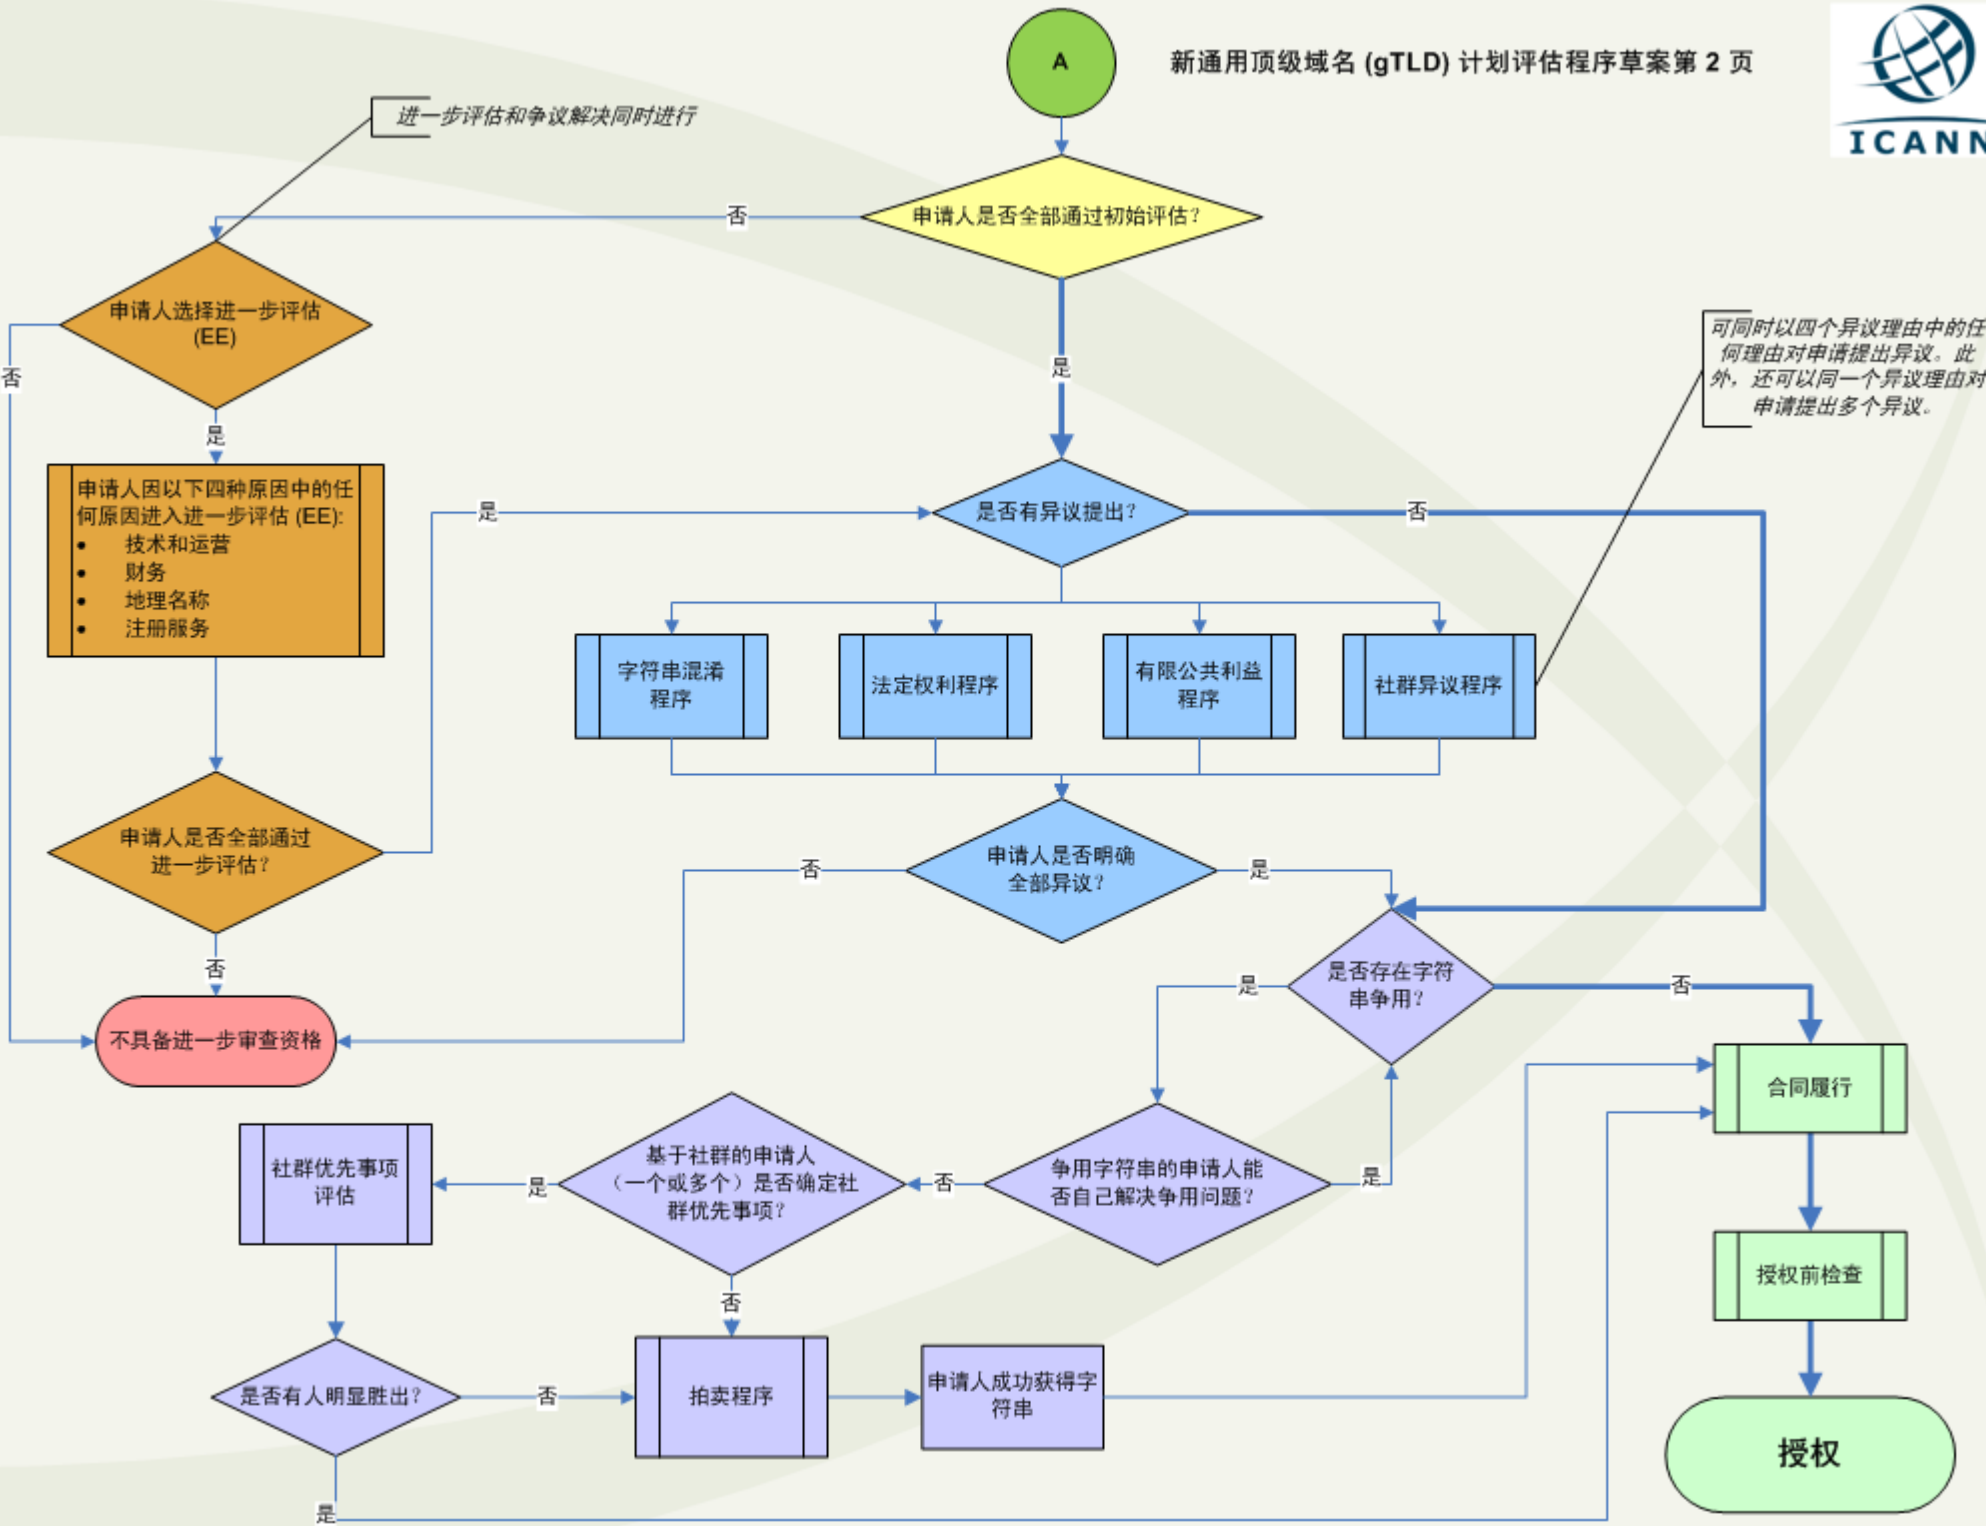 A
新通用顶级域名 (gTLD) 计划评估程序草案第 2 页
ICANN
进一步评估和争议解决同时进行
申请人是否全部通过初始评估？
否
申请人选择进一步评估
(EE)
否
是
是
可同时以四个异议理由中的任
何理由对申请提出异议。此
外，还可以同一个异议理由对
申请提出多个异议。
申请人因以下四种原因中的任
何原因进入进一步评估 (EE):
• 技术和运营
• 财务
• 地理名称
• 注册服务
是
是否有异议提出？
否
字符串混淆
程序
法定权利程序
有限公共利益
程序
社群异议程序
申请人是否全部通过
进一步评估？
否
申请人是否明确
全部异议？
否
是
不具备进一步审查资格
是否存在字符
串争用？
是
否
合同履行
社群优先事项
评估
是
基于社群的申请人
（一个或多个）是否确定社
群优先事项？
否
争用字符串的申请人能
否自己解决争用问题？
是
否
授权前检查
是否有人明显胜出？
否
拍卖程序
申请人成功获得字
符串
授权
是